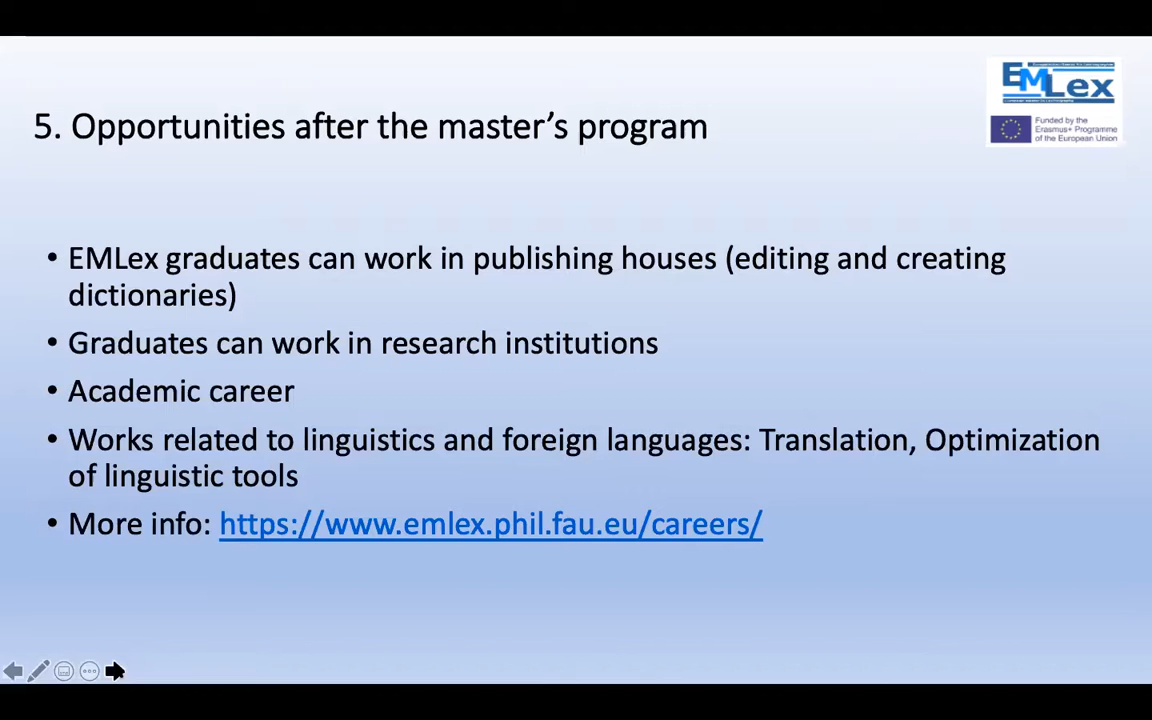 EMLex
Funded by the
Erasmus+ Programme
of the European Union
5. Opportunities after the master's program
• EMLex graduates can work in publishing houses (editing and creating
dictionaries)
• Graduates can work in research institutions
• Academic career
• Works related to linguistics and foreign languages: Translation, Optimization
of linguistic tools
• More info: https://www.emlex.phil.fau.eu/careers/